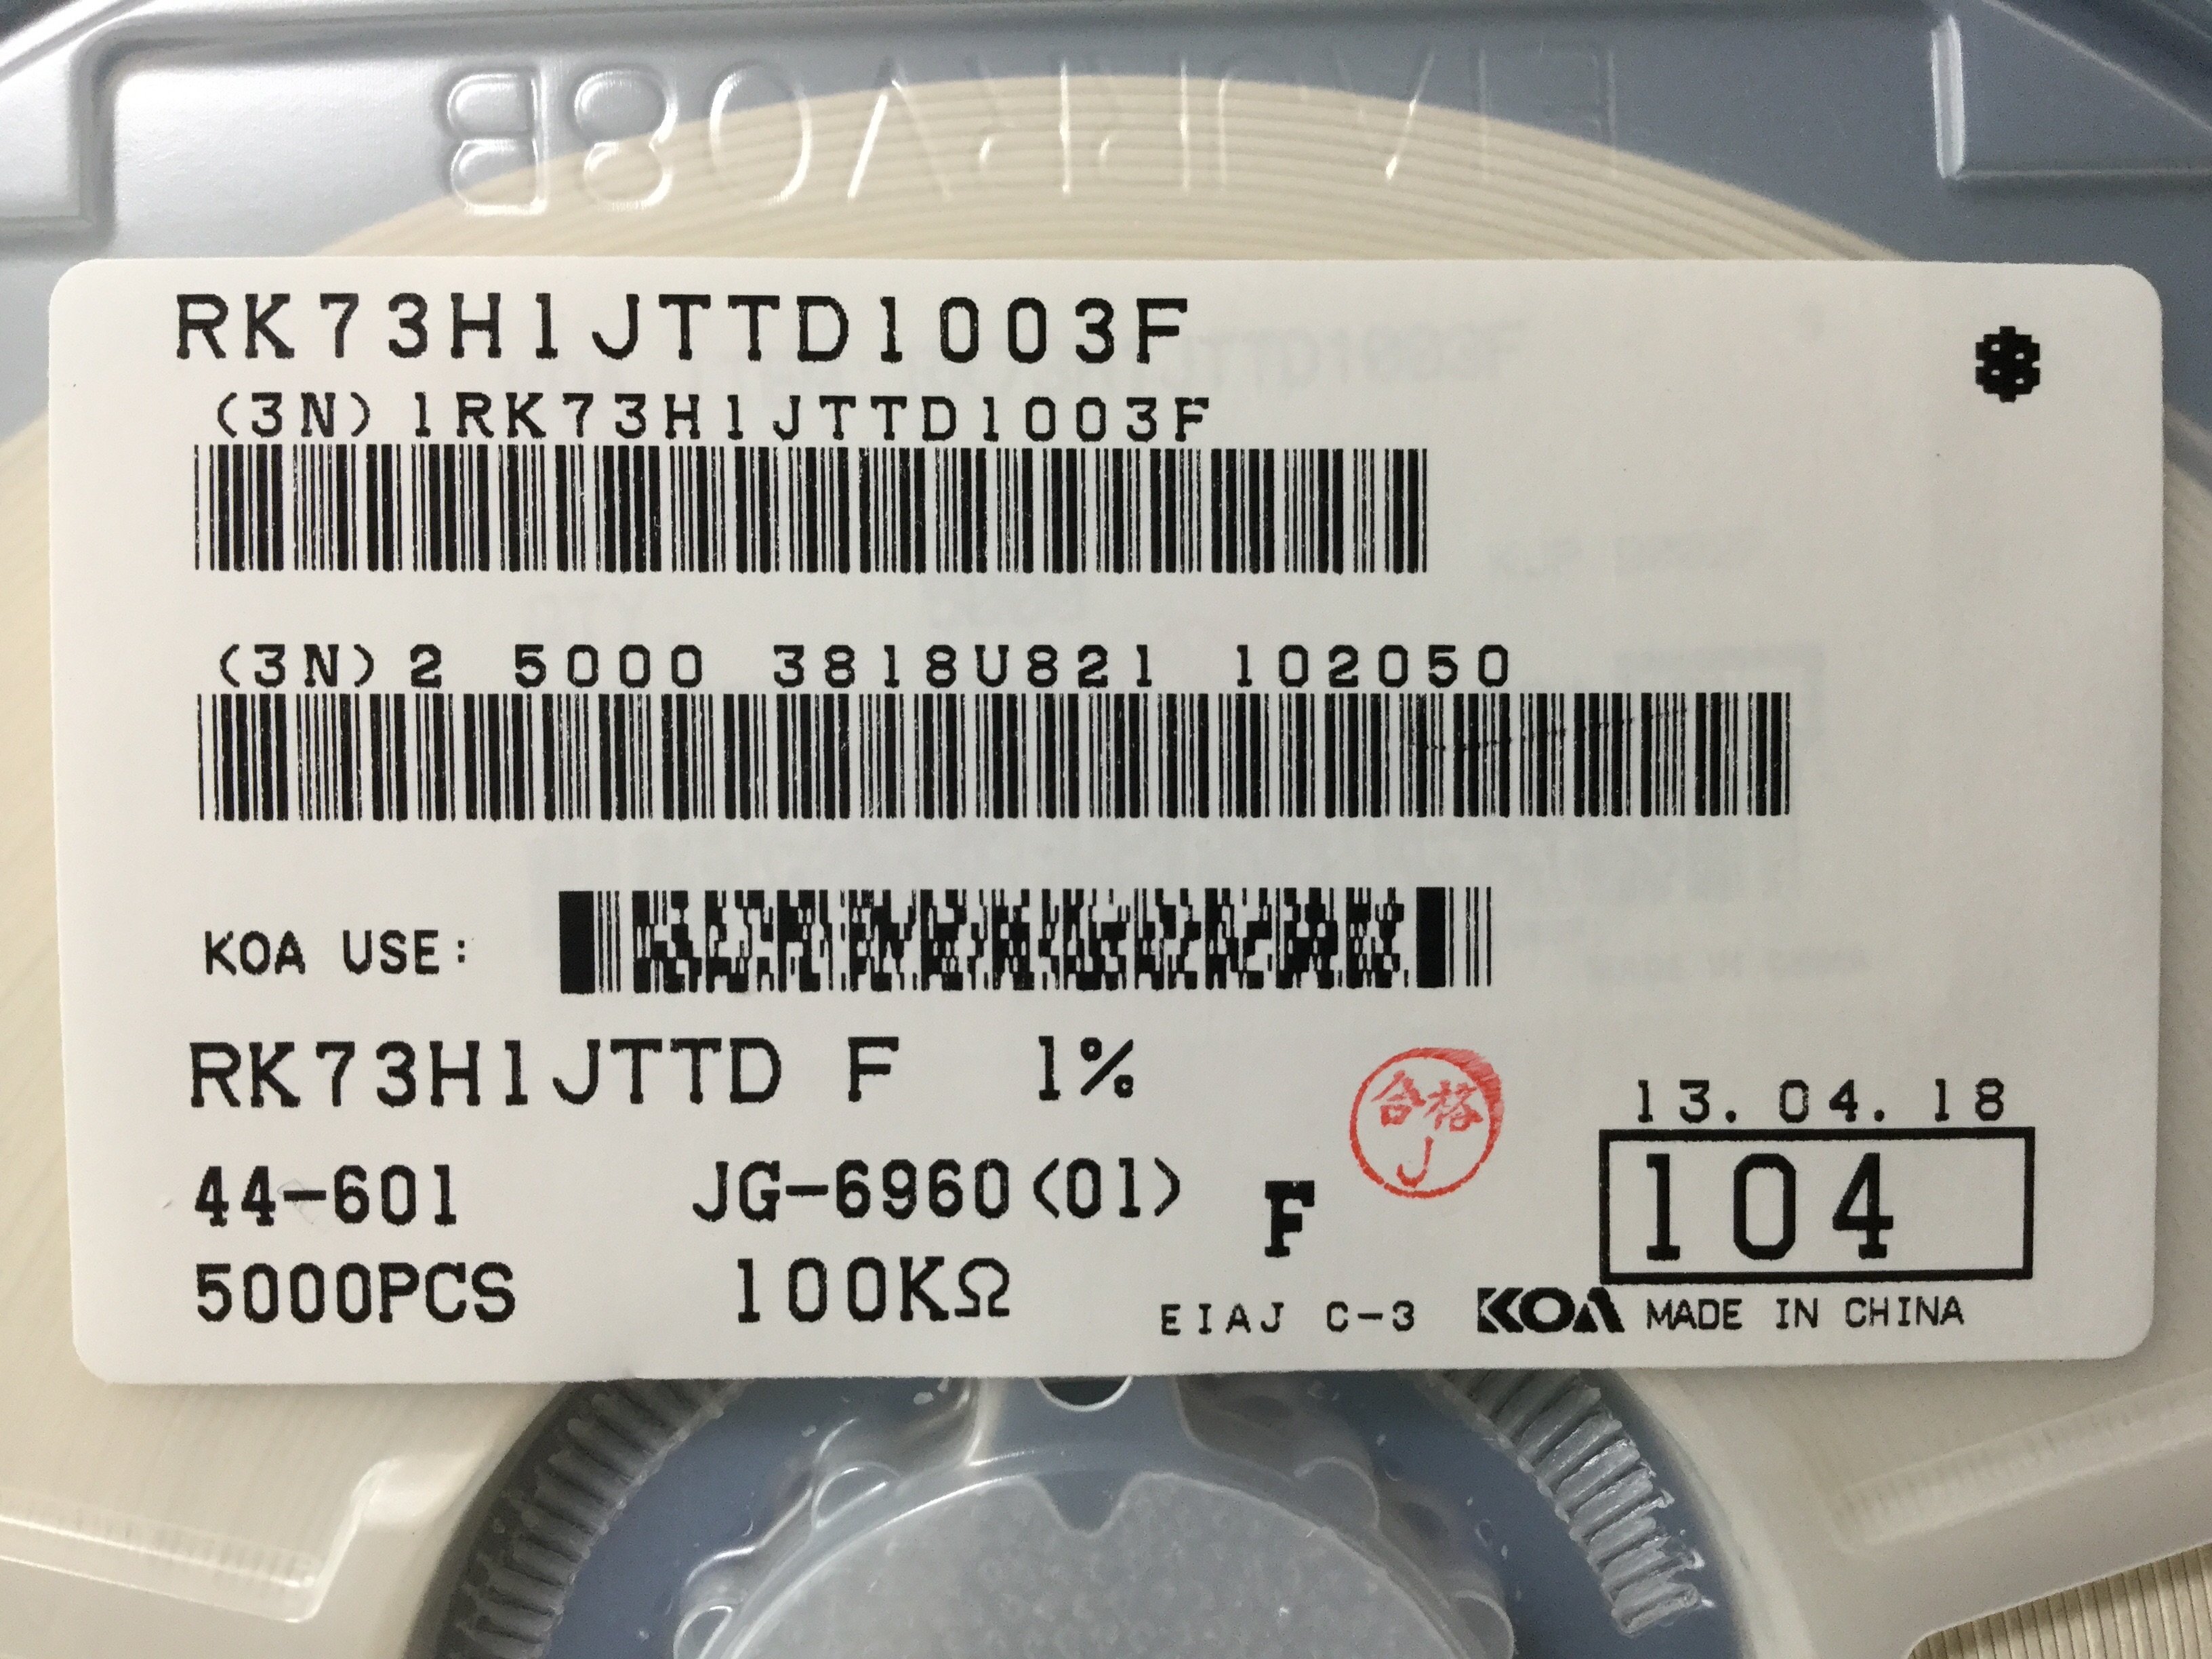 RK73H1JTTD1003F
(3N)1RK73H1JTTD1003F
(3N)2 5000 3818U821 102050
KOA USE:
RK73H1JTTD F 1%
合格
J
13.04.18
44-601 JG-6960<01> F
104
5000PCS 100KΩ
EIAJ C-3 KOA MADE IN CHINA